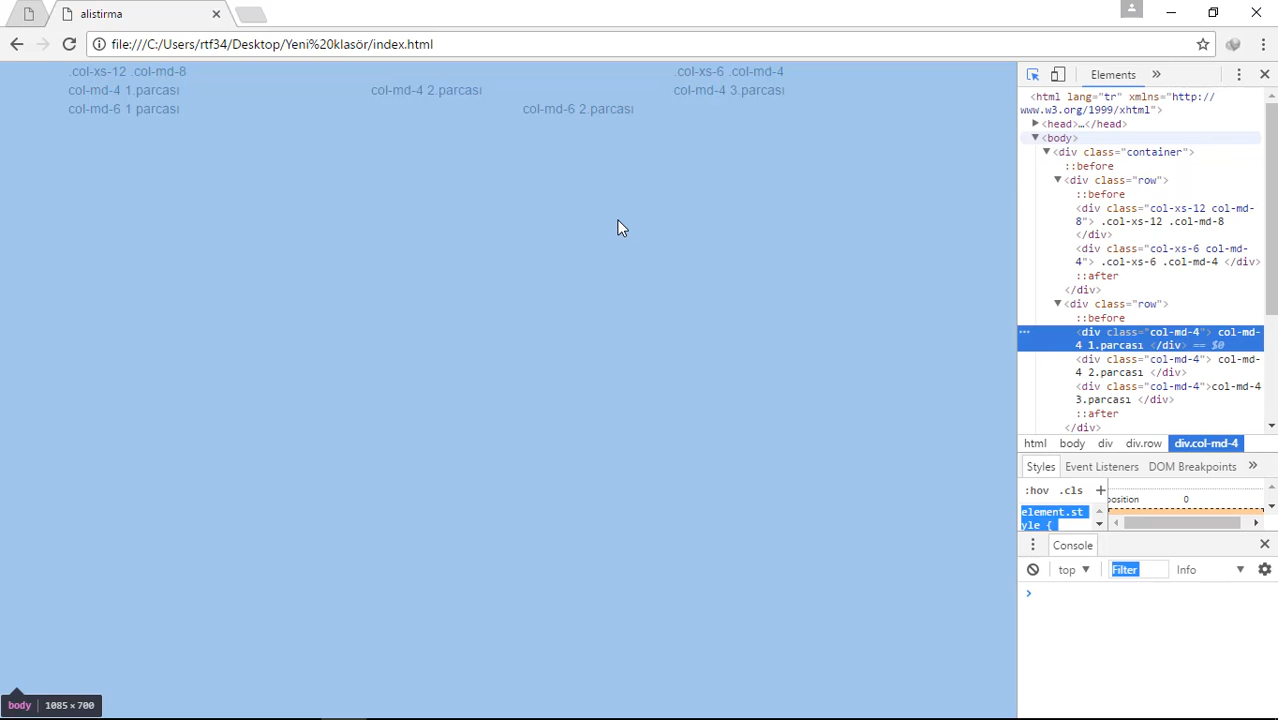 alistirma
file:///C:/Users/rtf34/Desktop/Yeni%20klasör/index.html
.col-xs-12 .col-md-8 .col-xs-6 .col-md-4
col-md-4 1.parcası col-md-4 2.parcası col-md-4 3.parcası
col-md-6 1 parcası col-md-6 2.parcası
body 1085×700
Elements
<html lang="tr" xmlns="http://
www.w3.org/1999/xhtml">
<head>…</head>
<body>
<div class="container">
::before
<div class="row">
::before
<div class="col-xs-12 col-md-
8"> .col-xs-12 .col-md-8
</div>
<div class="col-xs-6 col-md-
4"> .col-xs-6 .col-md-4 </div>
::after
</div>
<div class="row">
::before
<div class="col-md-4"> col-md-
4 1.parcası </div> == $0
<div class="col-md-4"> col-md-
4 2.parcası </div>
<div class="col-md-4">col-md-4
3.parcası </div>
::after
</div>
html body div div.row div.col-md-4
Styles Event Listeners DOM Breakpoints
:hov .cls +
position 0
element.st
yle {
Console
top Filter Info